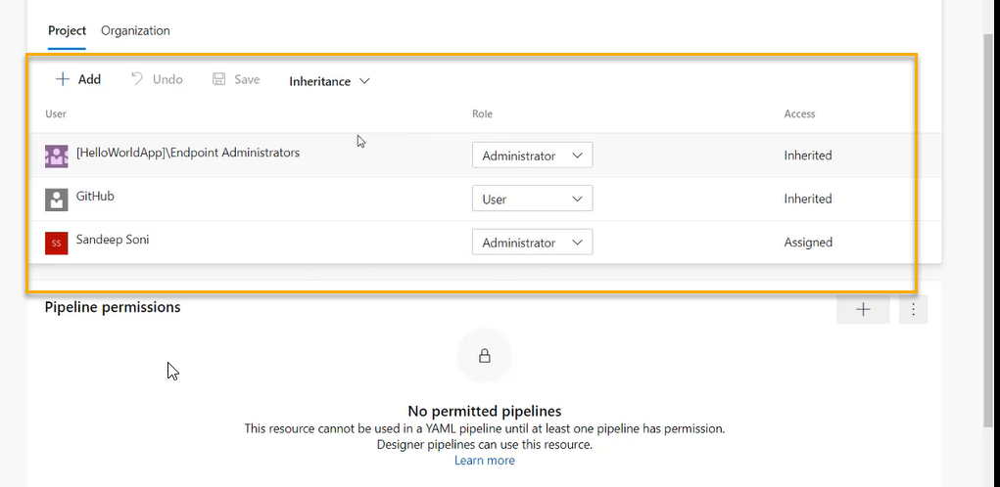 Project Organization
Add Undo Save Inheritance
User Role Access
[HelloWorldApp]\Endpoint Administrators Administrator Inherited
GitHub User Inherited
SS Sandeep Soni Administrator Assigned
Pipeline permissions
No permitted pipelines
This resource cannot be used in a YAML pipeline until at least one pipeline has permission.
Designer pipelines can use this resource.
Learn more